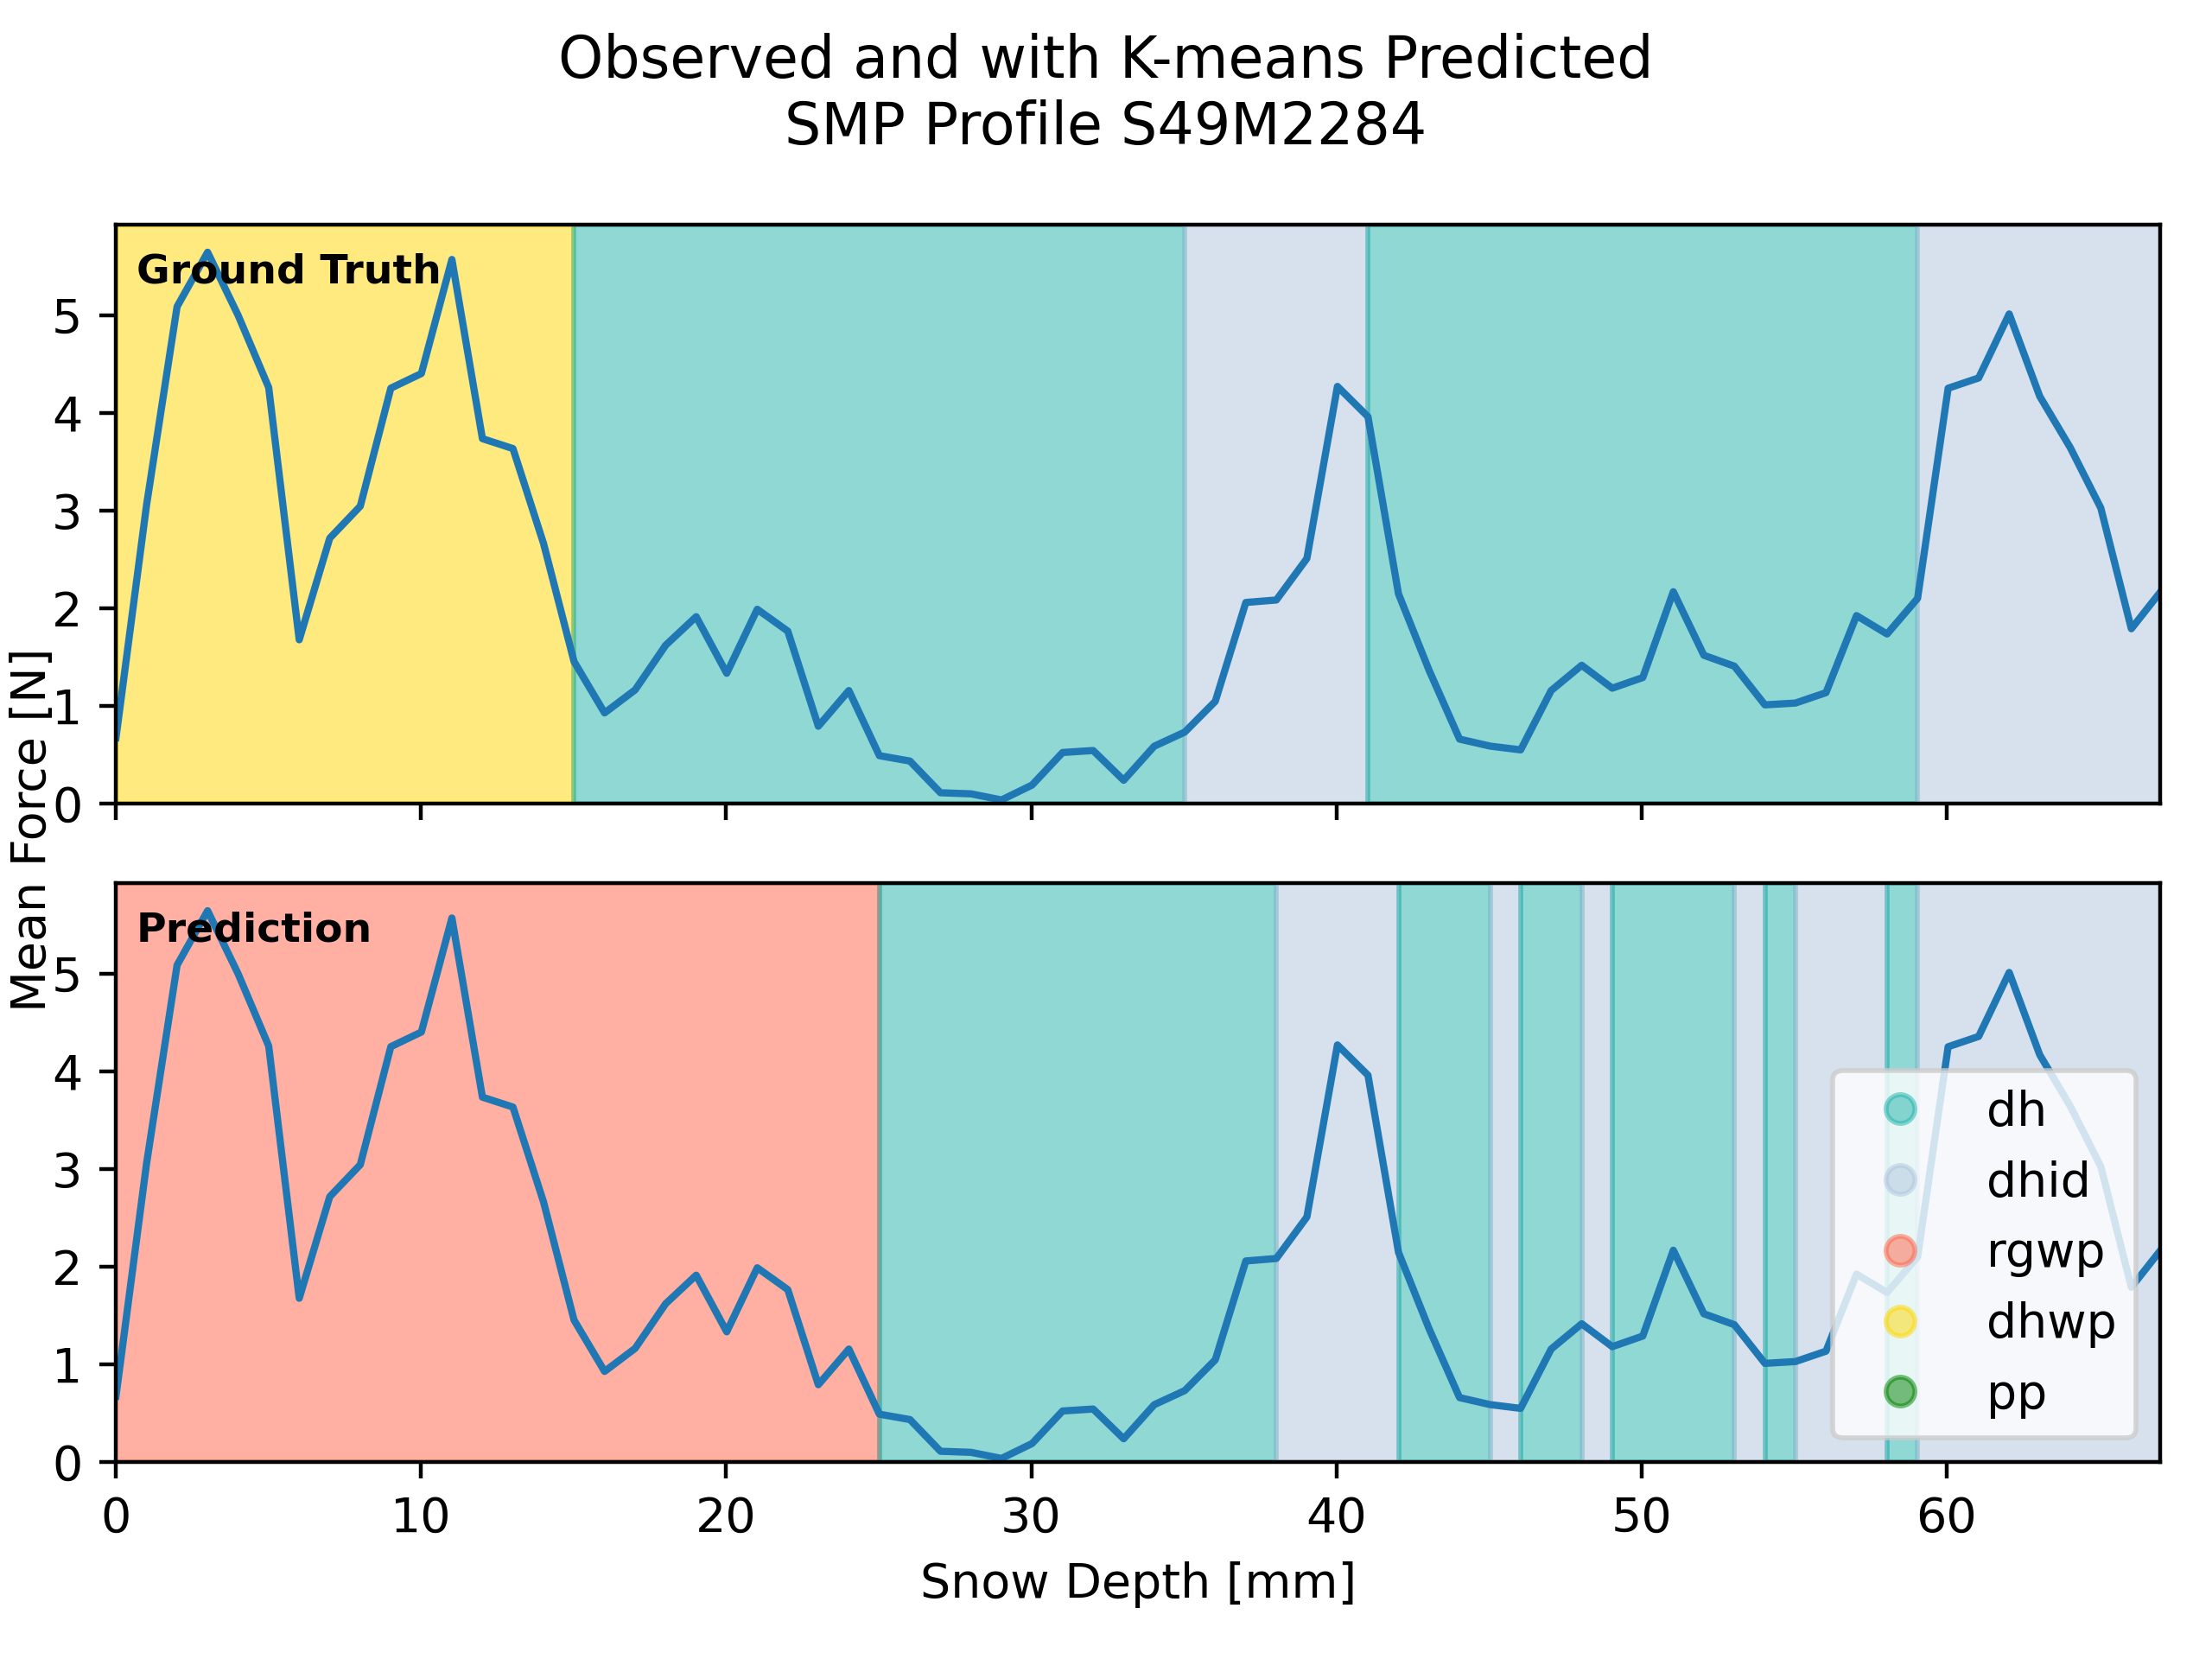 Observed and with K-means Predicted
SMP Profile S49M2284
Ground Truth
5
4
3
2
1
0
Mean Force [N]
Prediction
5
4
3
2
1
0
dh
dhid
rgwp
dhwp
pp
0 10 20 30 40 50 60
Snow Depth [mm]